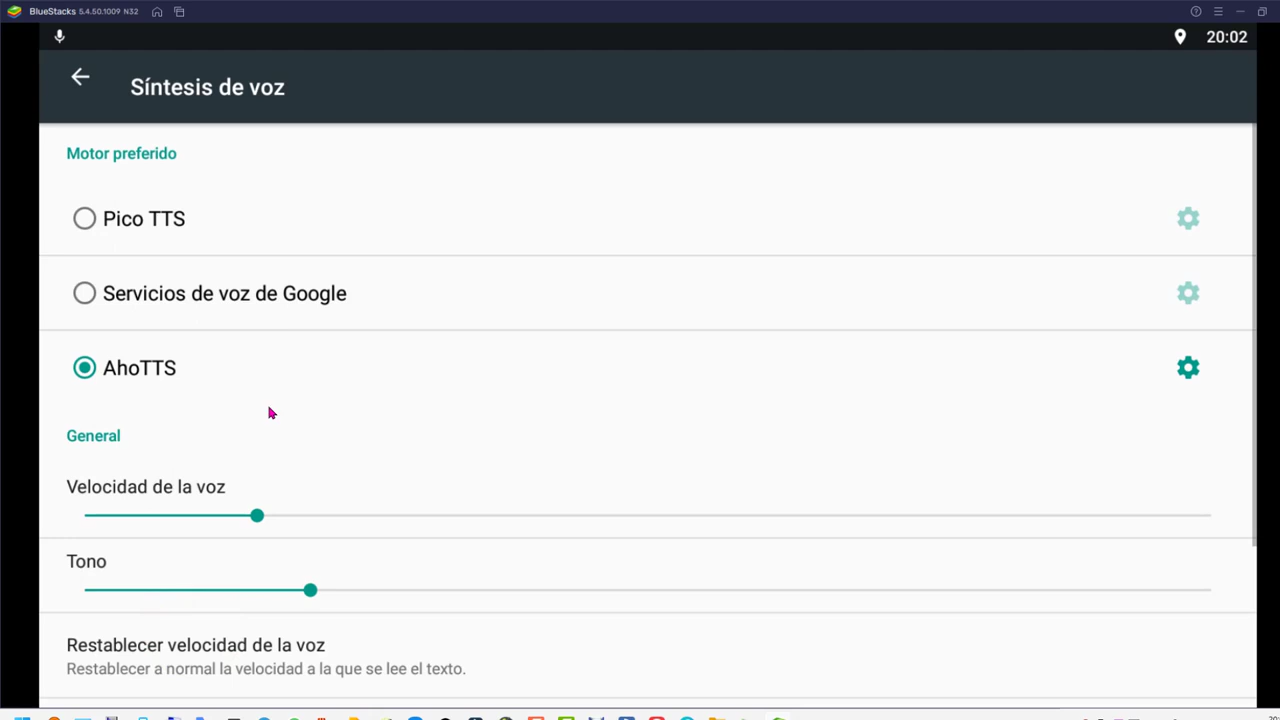 BlueStacks 5.4.50.1009 N32
20:02
Síntesis de voz
Motor preferido
Pico TTS
Servicios de voz de Google
AhoTTS
General
Velocidad de la voz
Tono
Restablecer velocidad de la voz
Restablecer a normal la velocidad a la que se lee el texto.